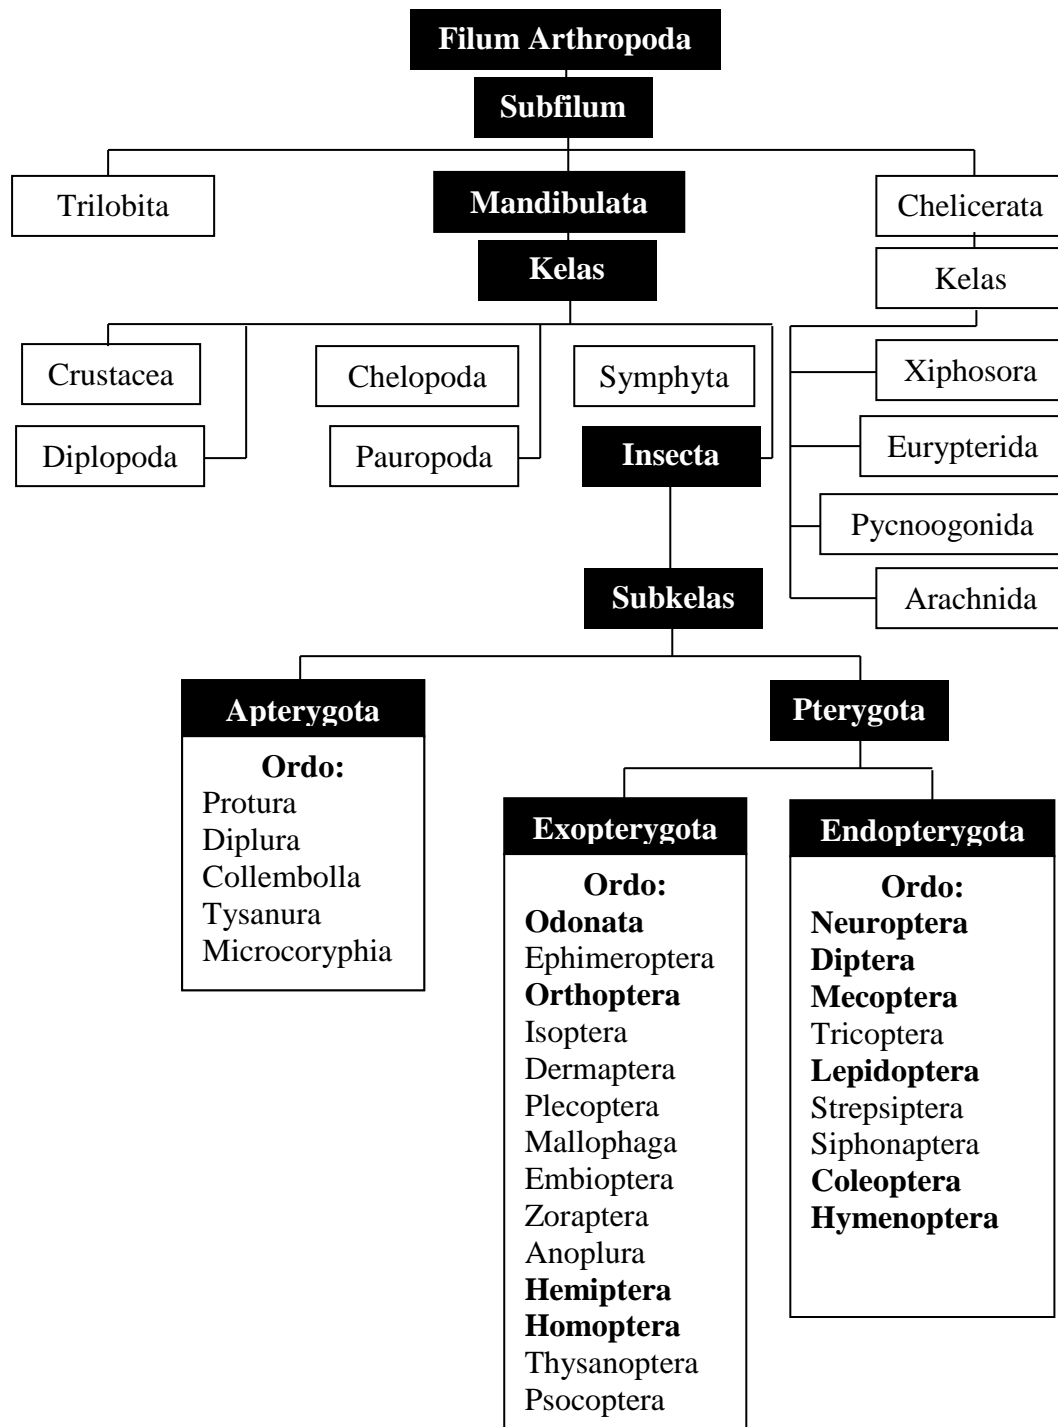 Filum Arthropoda
Subfilum
Trilobita
Mandibulata
Chelicerata
Kelas
Kelas
Crustacea
Chelopoda
Symphyta
Xiphosora
Diplopoda
Pauropoda
Insecta
Eurypterida
Pycnoogonida
Subkelas
Arachnida
Apterygota
Ordo:
Protura
Diplura
Collembolla
Tysanura
Microcoryphia
Pterygota
Exopterygota
Ordo:
Odonata
Ephimeroptera
Orthoptera
Isoptera
Dermaptera
Plecoptera
Mallophaga
Embioptera
Zoraptera
Anoplura
Hemiptera
Homoptera
Thysanoptera
Psocoptera
Endopterygota
Ordo:
Neuroptera
Diptera
Mecoptera
Tricoptera
Lepidoptera
Strepsiptera
Siphonaptera
Coleoptera
Hymenoptera